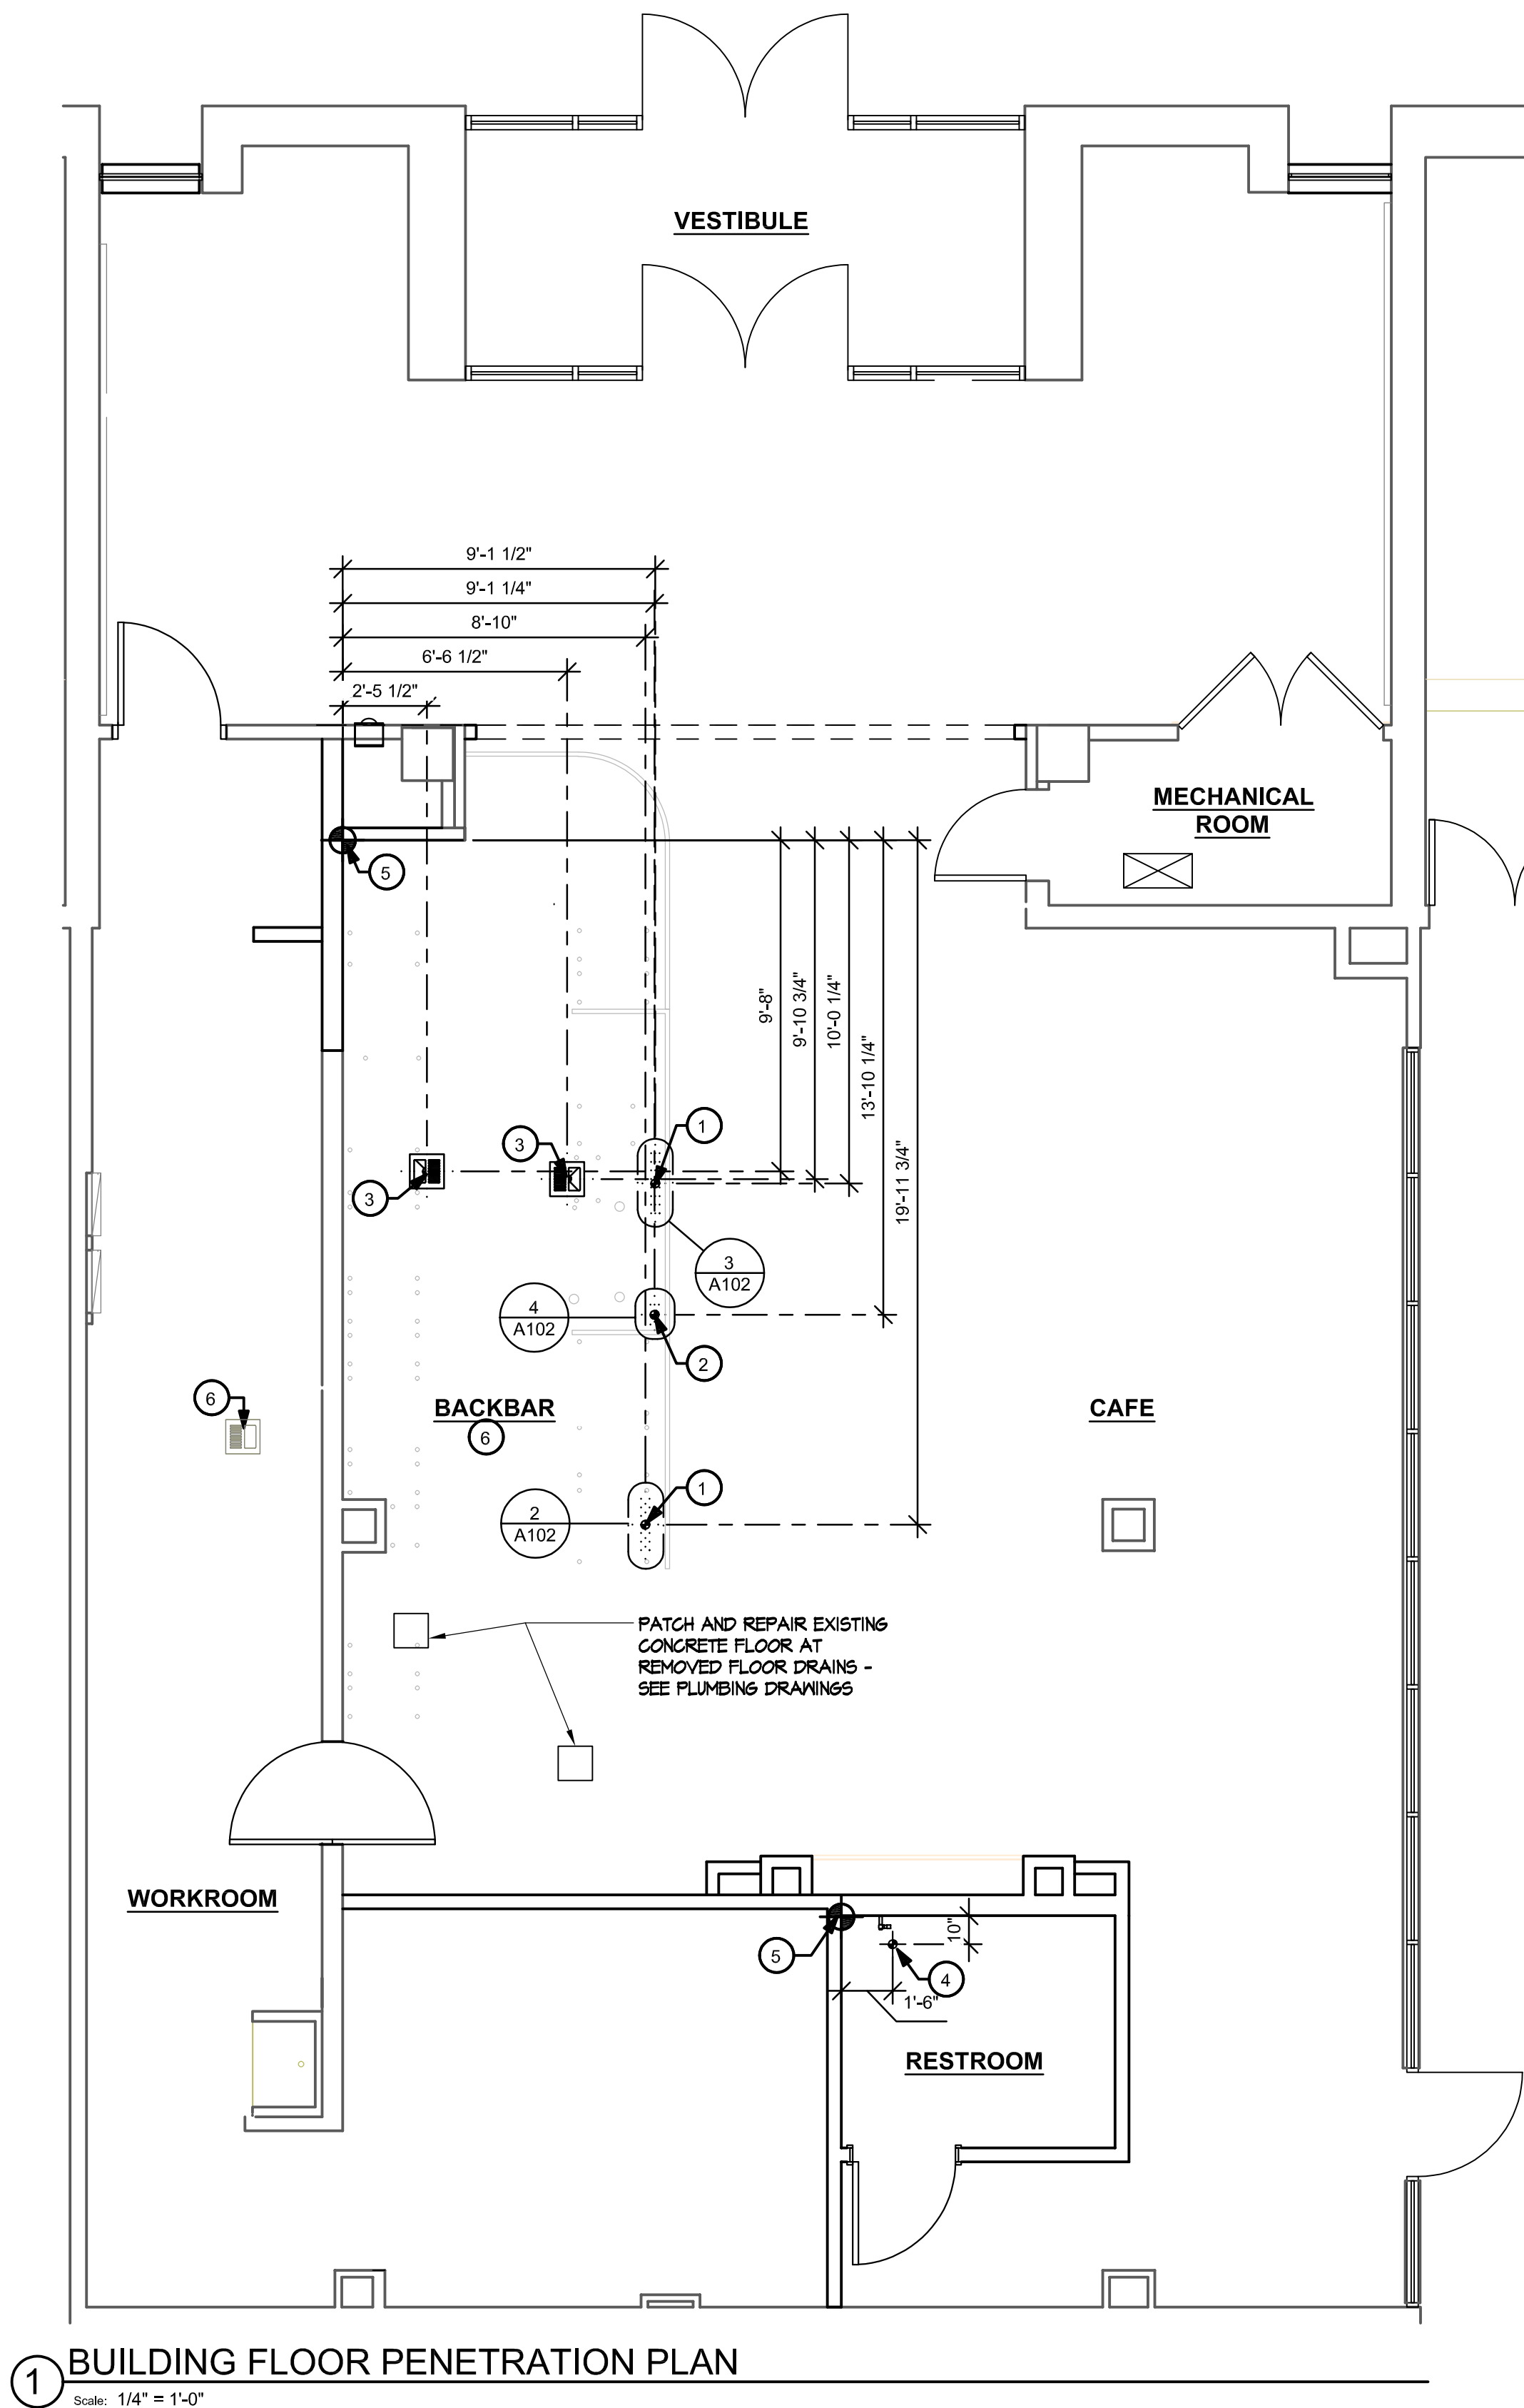 VESTIBULE
9'-1 1/2"
9'-1 1/4"
8'-10"
6'-6 1/2"
2'-5 1/2"
MECHANICAL
ROOM
5
9'-8"
9'-10 3/4"
10'-0 1/4"
13'-10 1/4"
19'-11 3/4"
1
3
3
3
A102
4
A102
2
6
BACKBAR
6
CAFE
1
2
A102
PATCH AND REPAIR EXISTING
CONCRETE FLOOR AT
REMOVED FLOOR DRAINS -
SEE PLUMBING DRAWINGS
WORKROOM
10"
5
4
1'-6"
RESTROOM
1
BUILDING FLOOR PENETRATION PLAN
Scale: 1/4" = 1'-0"